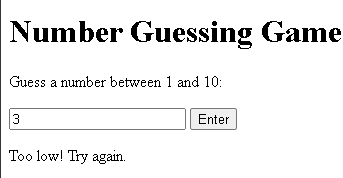 Number Guessing Game
Guess a number between 1 and 10:
3 Enter
Too low! Try again.